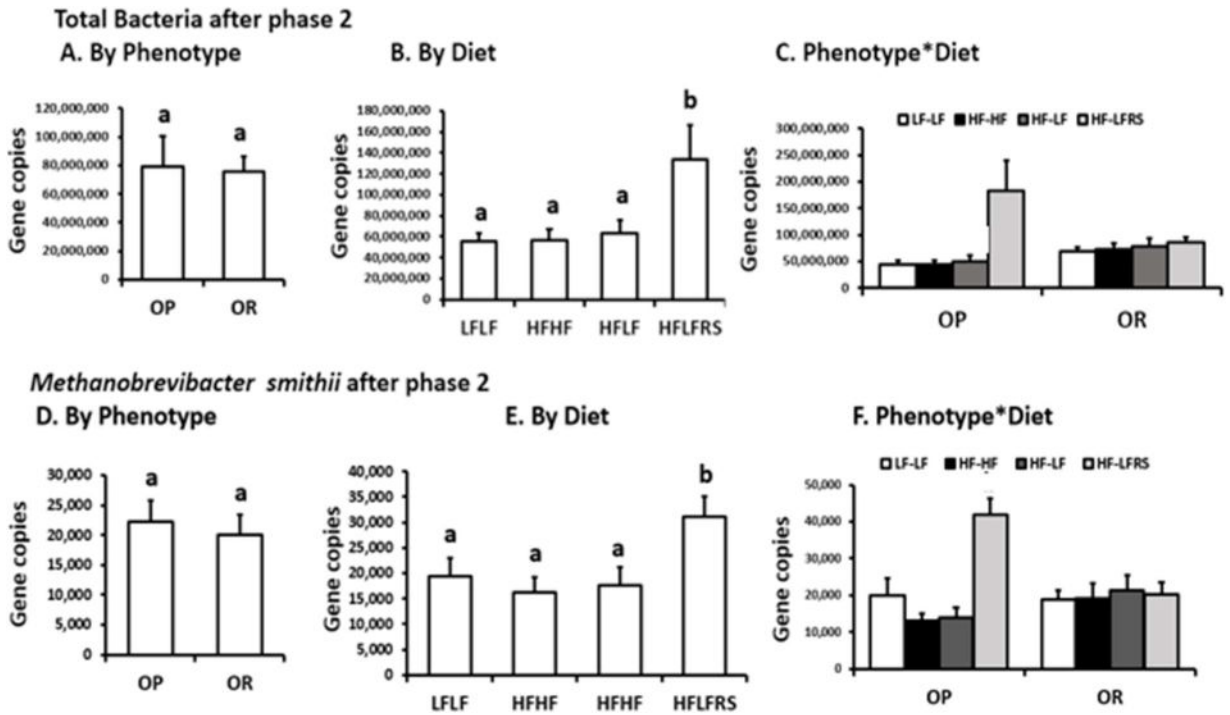 Total Bacteria after phase 2
A. By Phenotype
Gene copies
120,000,000
100,000,000
80,000,000
60,000,000
40,000,000
20,000,000
0
a
a
OP OR
B. By Diet
Gene copies
180,000,000
160,000,000
140,000,000
120,000,000
100,000,000
80,000,000
60,000,000
40,000,000
20,000,000
0
a
a
a
b
LFLF HFHF HFLF HFLFRS
C. Phenotype*Diet
LF-LF HF-HF HF-LF HF-LFRS
Gene copies
300,000,000
250,000,000
200,000,000
150,000,000
100,000,000
50,000,000
0
OP OR
Methanobrevibacter smithii after phase 2
D. By Phenotype
Gene copies
30,000
25,000
20,000
15,000
10,000
5,000
0
a
a
OP OR
E. By Diet
Gene copies
40,000
35,000
30,000
25,000
20,000
15,000
10,000
5,000
0
a
a
a
b
LFLF HFHF HFHF HFLFRS
F. Phenotype*Diet
LF-LF HF-HF HF-LF HF-LFRS
Gene copies
50,000
40,000
30,000
20,000
10,000
0
OP OR